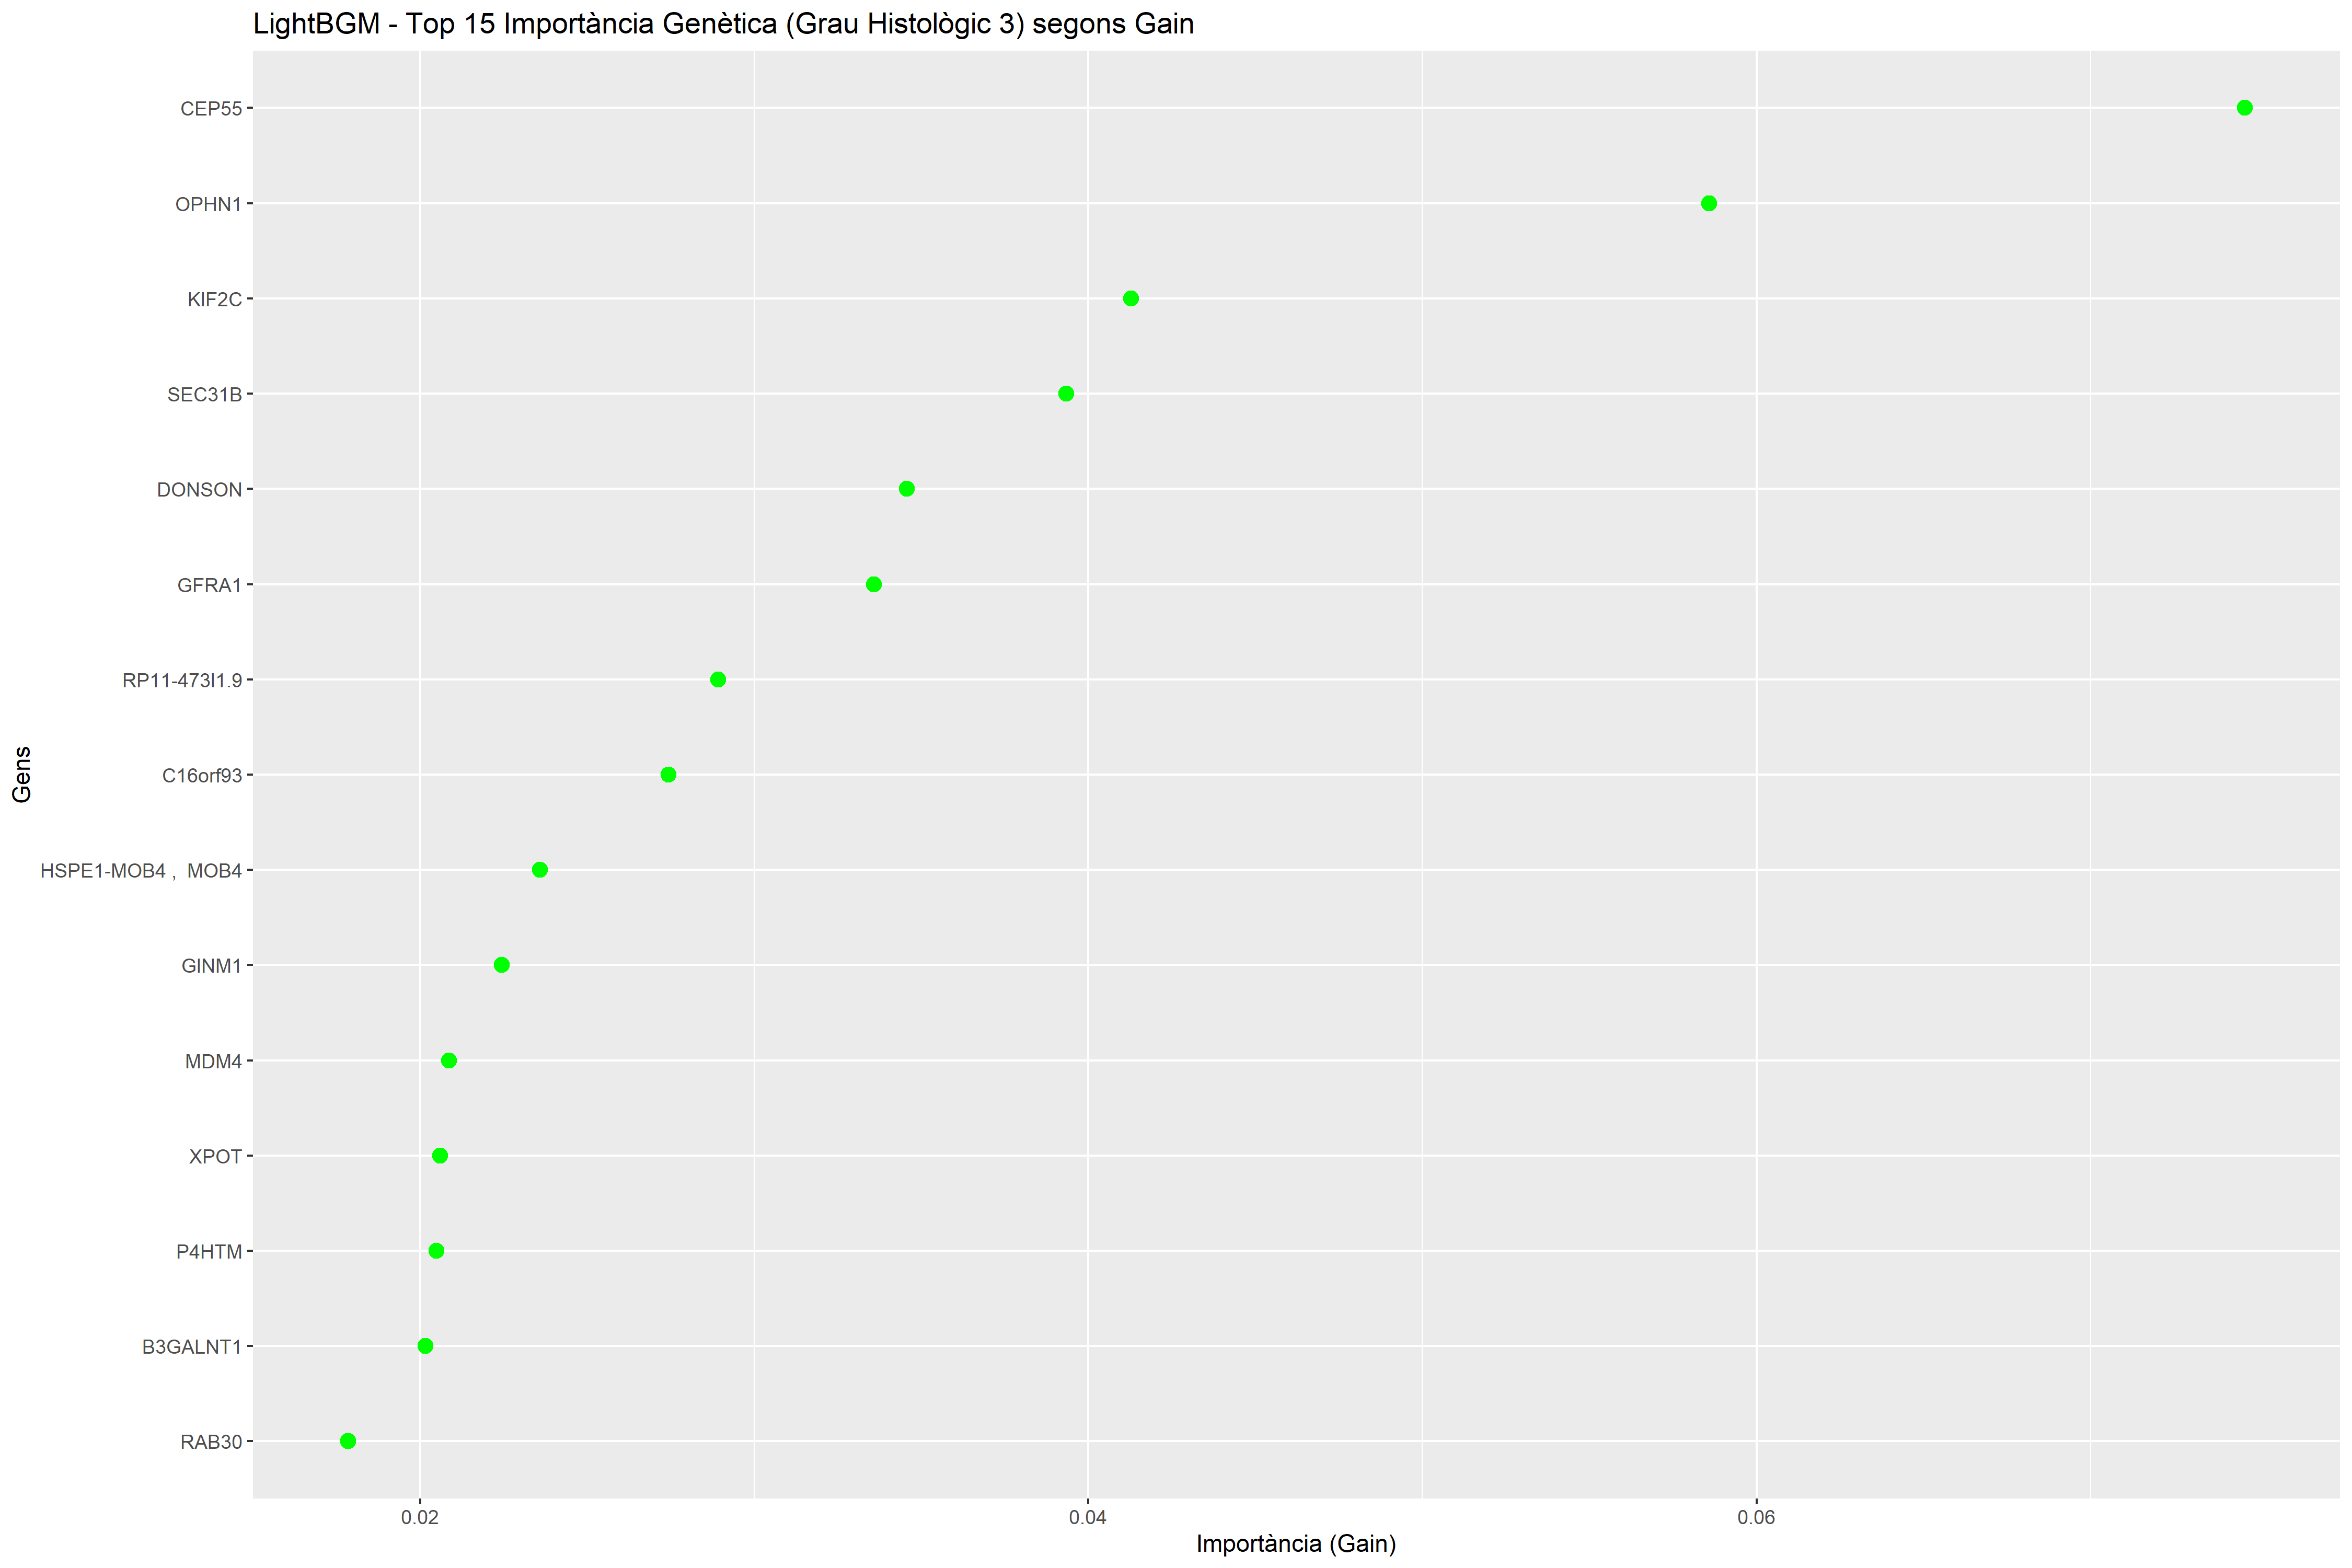 LightBGM - Top 15 Importància Genètica (Grau Histològic 3) segons Gain
CEP55
OPHN1
KIF2C
SEC31B
DONSON
GFRA1
RP11-473I1.9
C16orf93
HSPE1-MOB4 ,  MOB4
GINM1
MDM4
XPOT
P4HTM
B3GALNT1
RAB30
Gens
0.02 0.04 0.06
Importància (Gain)